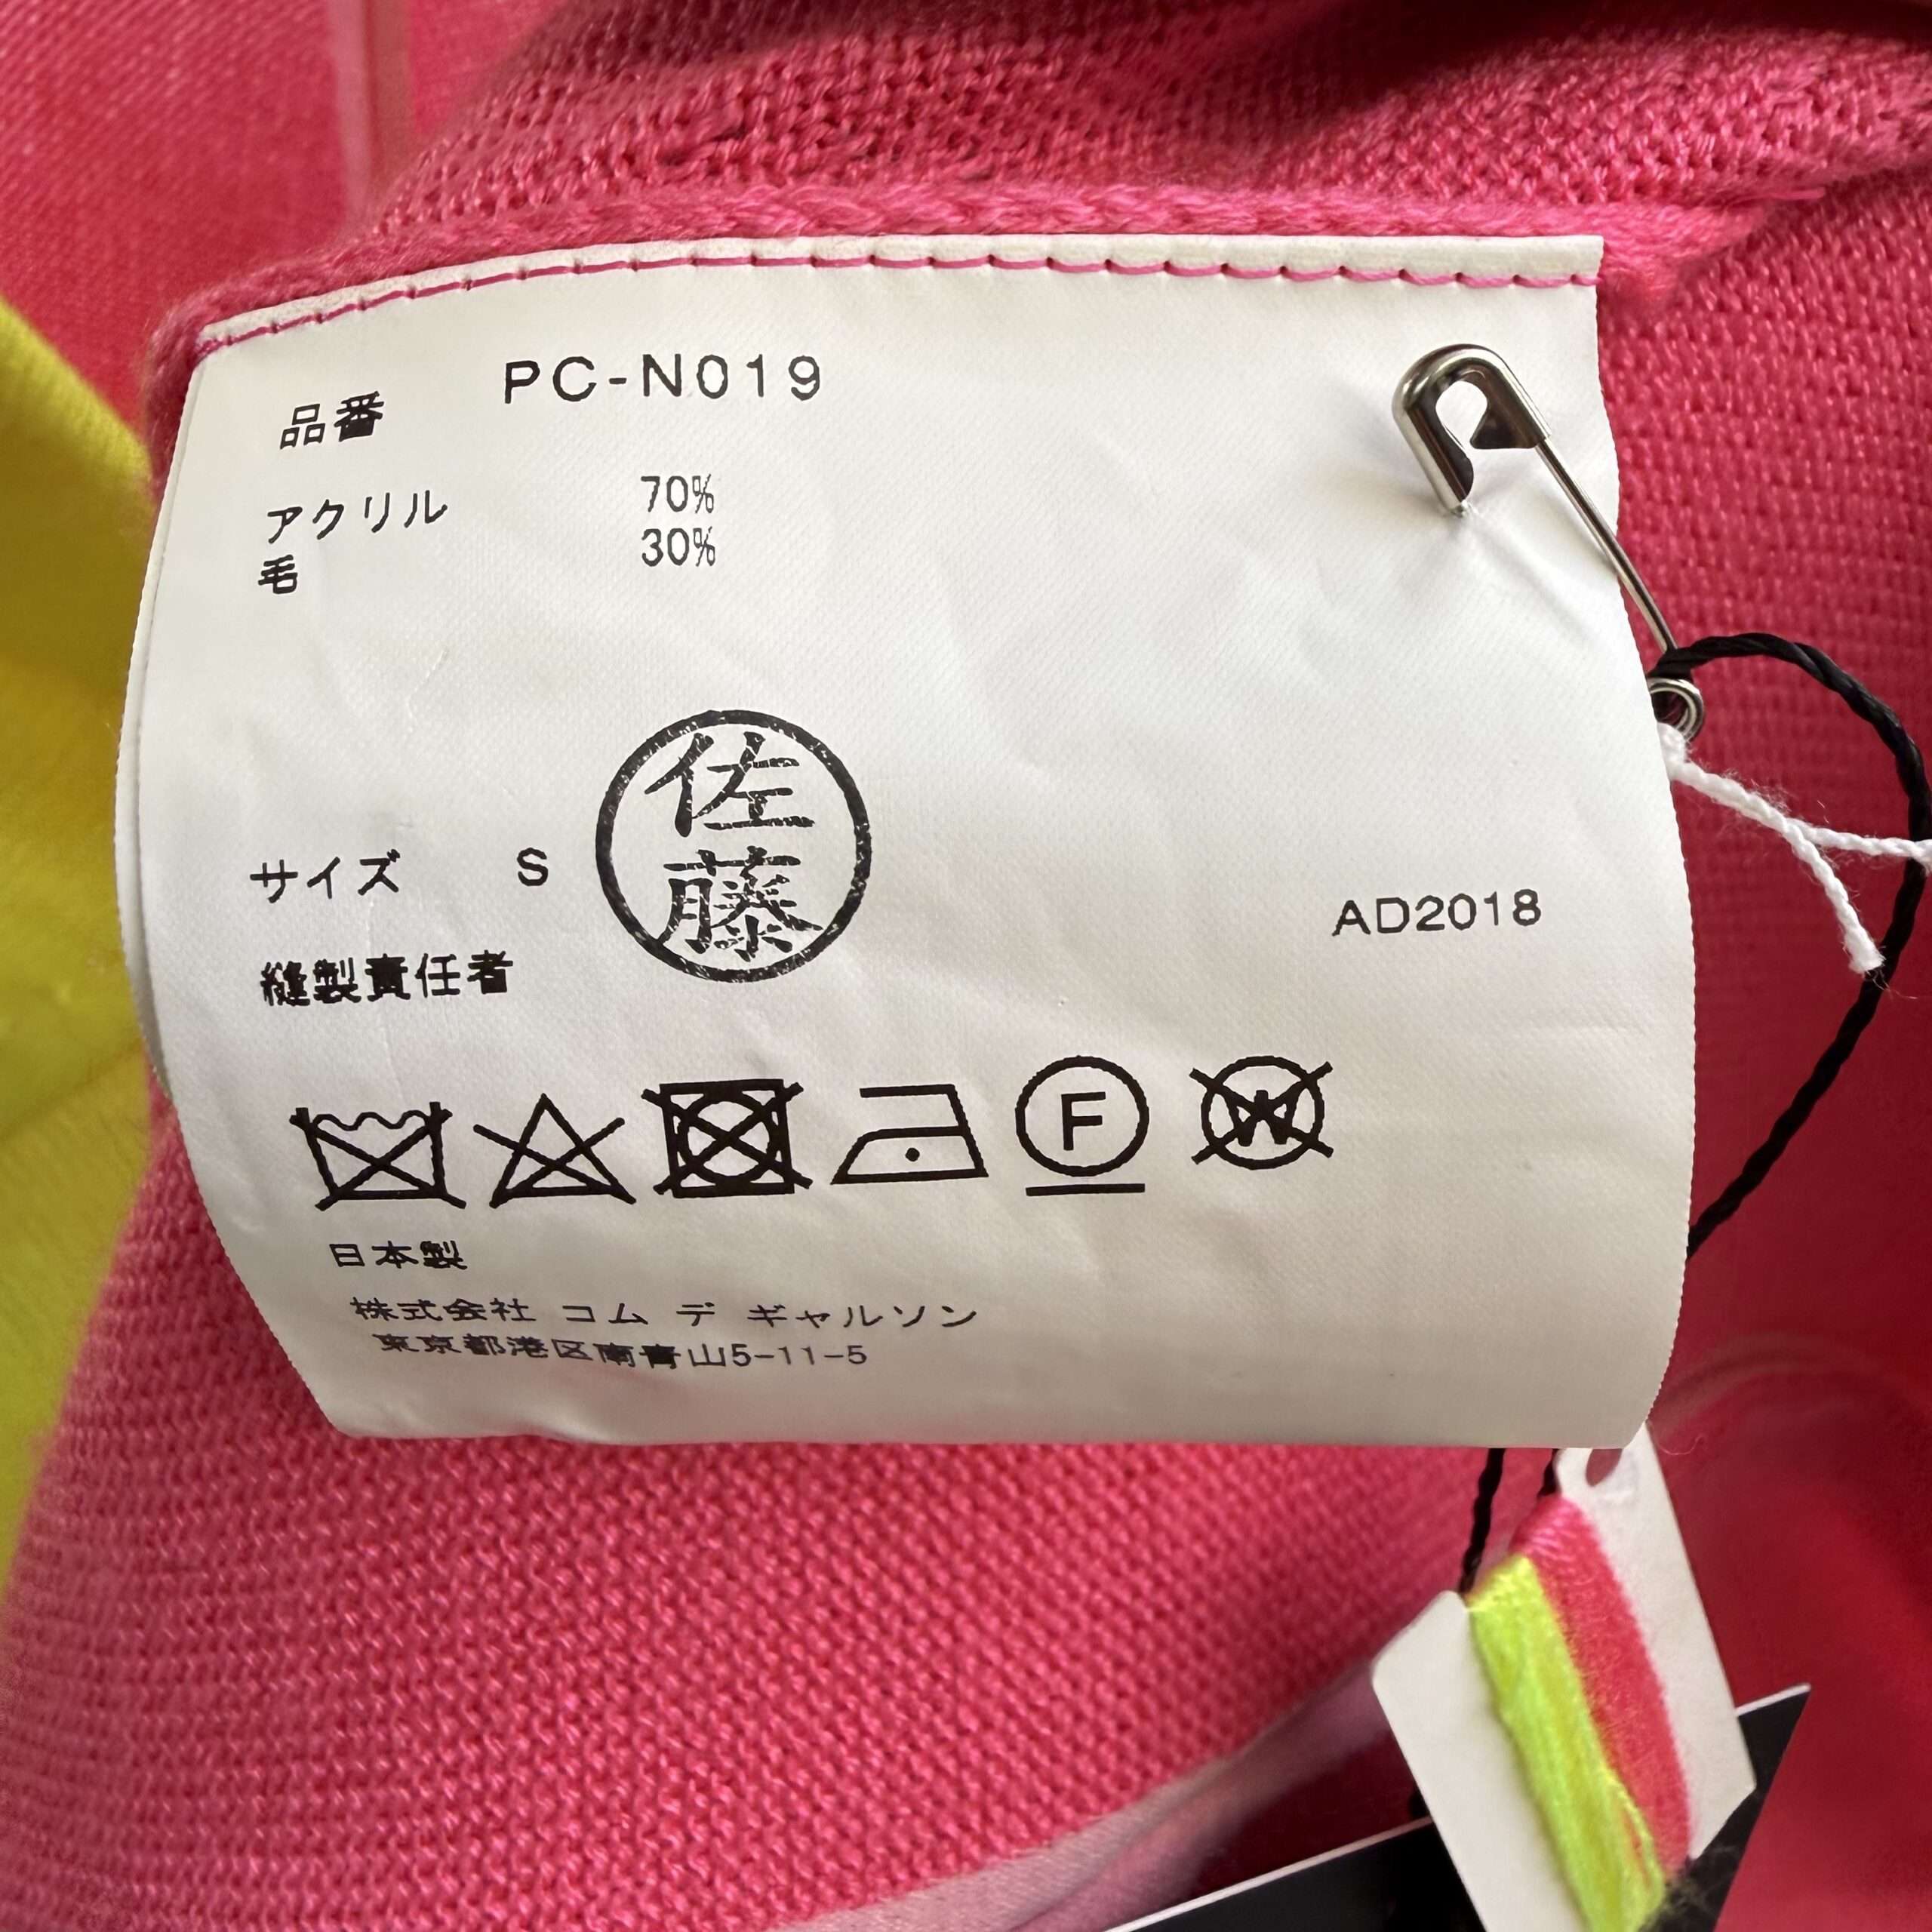 品番 PC-N019
アクリル 70%
毛 30%
佐藤
サイズ S
AD2018
縫製責任者
F
W
日本製
株式会社 コム デ ギャルソン
東京都港区南青山5-11-5